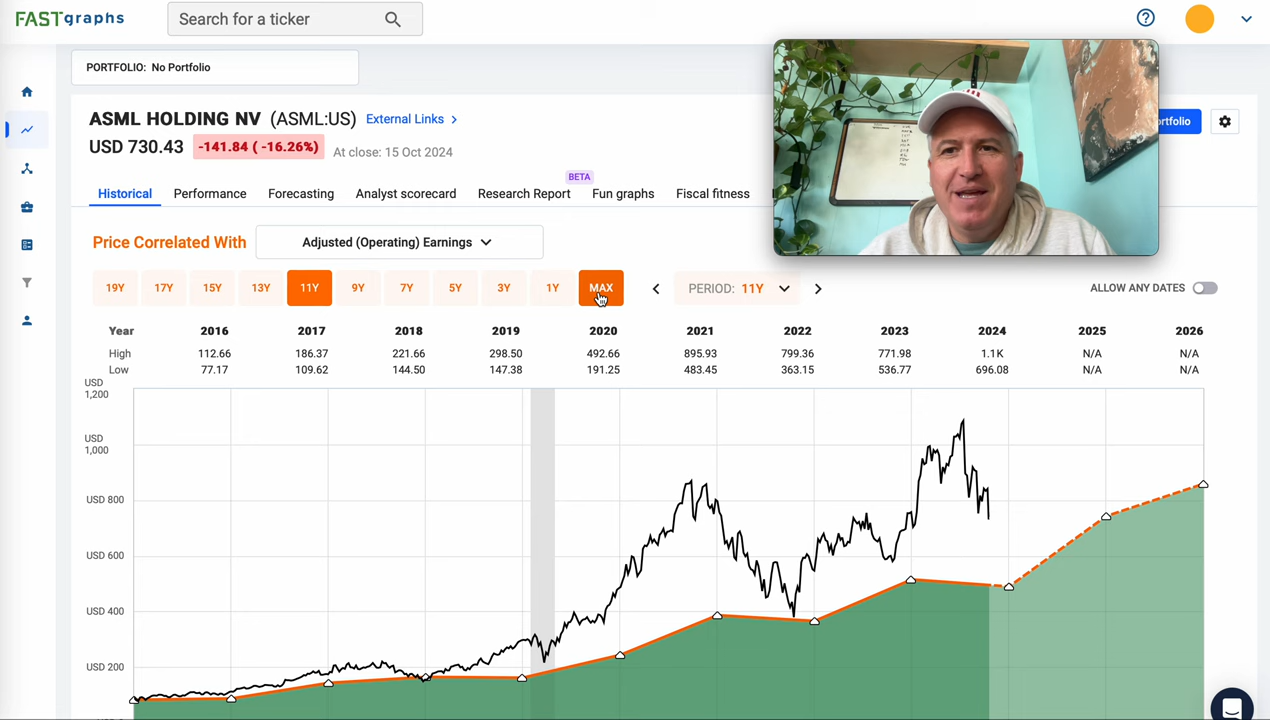 FASTgraphs
Search for a ticker
PORTFOLIO: No Portfolio
ASML HOLDING NV (ASML:US) External Links
USD 730.43 -141.84 ( -16.26%) At close: 15 Oct 2024
BETA
Historical Performance Forecasting Analyst scorecard Research Report Fun graphs Fiscal fitness
Price Correlated With Adjusted (Operating) Earnings
19Y 17Y 15Y 13Y 11Y 9Y 7Y 5Y 3Y 1Y MAX PERIOD: 11Y ALLOW ANY DATES
Year 2016 2017 2018 2019 2020 2021 2022 2023 2024 2025 2026
High 112.66 186.37 221.66 298.50 492.66 895.93 799.36 771.98 1.1K N/A N/A
Low 77.17 109.62 144.50 147.38 191.25 483.45 363.15 536.77 696.08 N/A N/A
USD
1,200
USD
1,000
USD 800
USD 600
USD 400
USD 200